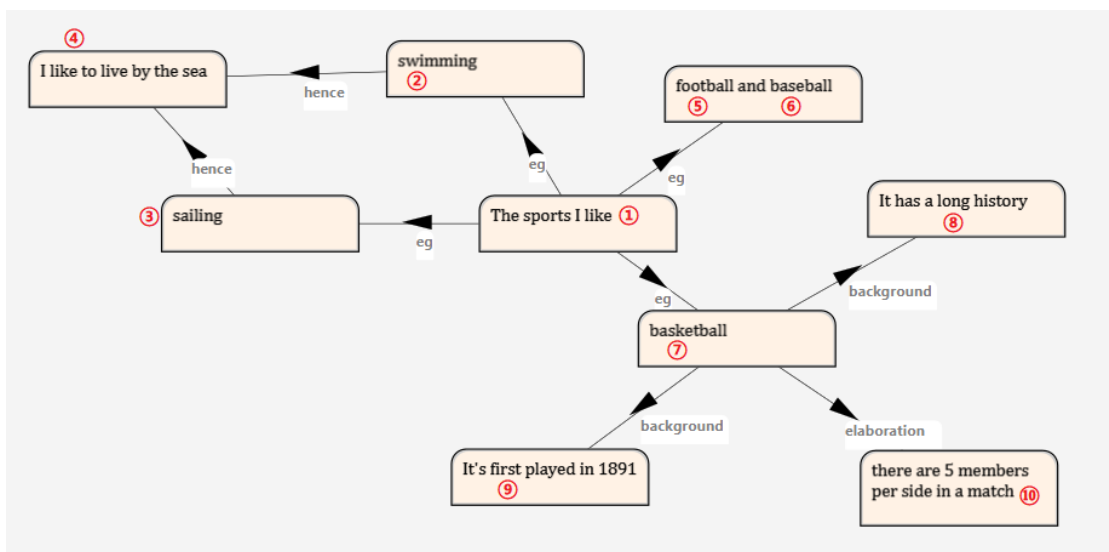 ④
I like to live by the sea
swimming
②
hence
football and baseball
⑤ ⑥
hence
eg
eg
③ sailing
The sports I like ①
It has a long history
⑧
eg
background
eg
basketball
⑦
background
elaboration
It's first played in 1891
⑨
there are 5 members
per side in a match ⑩